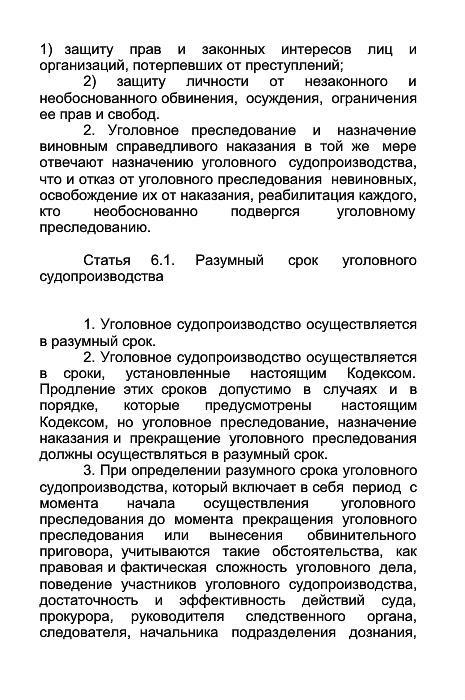 1) защиту прав и законных интересов лиц и
организаций, потерпевших от преступлений;
2) защиту личности от незаконного и
необоснованного обвинения, осуждения, ограничения
ее прав и свобод.
2. Уголовное преследование и назначение
виновным справедливого наказания в той же мере
отвечают назначению уголовного судопроизводства,
что и отказ от уголовного преследования невиновных,
освобождение их от наказания, реабилитация каждого,
кто необоснованно подвергся уголовному
преследованию.
Статья 6.1. Разумный срок уголовного
судопроизводства
1. Уголовное судопроизводство осуществляется
в разумный срок.
2. Уголовное судопроизводство осуществляется
в сроки, установленные настоящим Кодексом.
Продление этих сроков допустимо в случаях и в
порядке, которые предусмотрены настоящим
Кодексом, но уголовное преследование, назначение
наказания и прекращение уголовного преследования
должны осуществляться в разумный срок.
3. При определении разумного срока уголовного
судопроизводства, который включает в себя период с
момента начала осуществления уголовного
преследования до момента прекращения уголовного
преследования или вынесения обвинительного
приговора, учитываются такие обстоятельства, как
правовая и фактическая сложность уголовного дела,
поведение участников уголовного судопроизводства,
достаточность и эффективность действий суда,
прокурора, руководителя следственного органа,
следователя, начальника подразделения дознания,